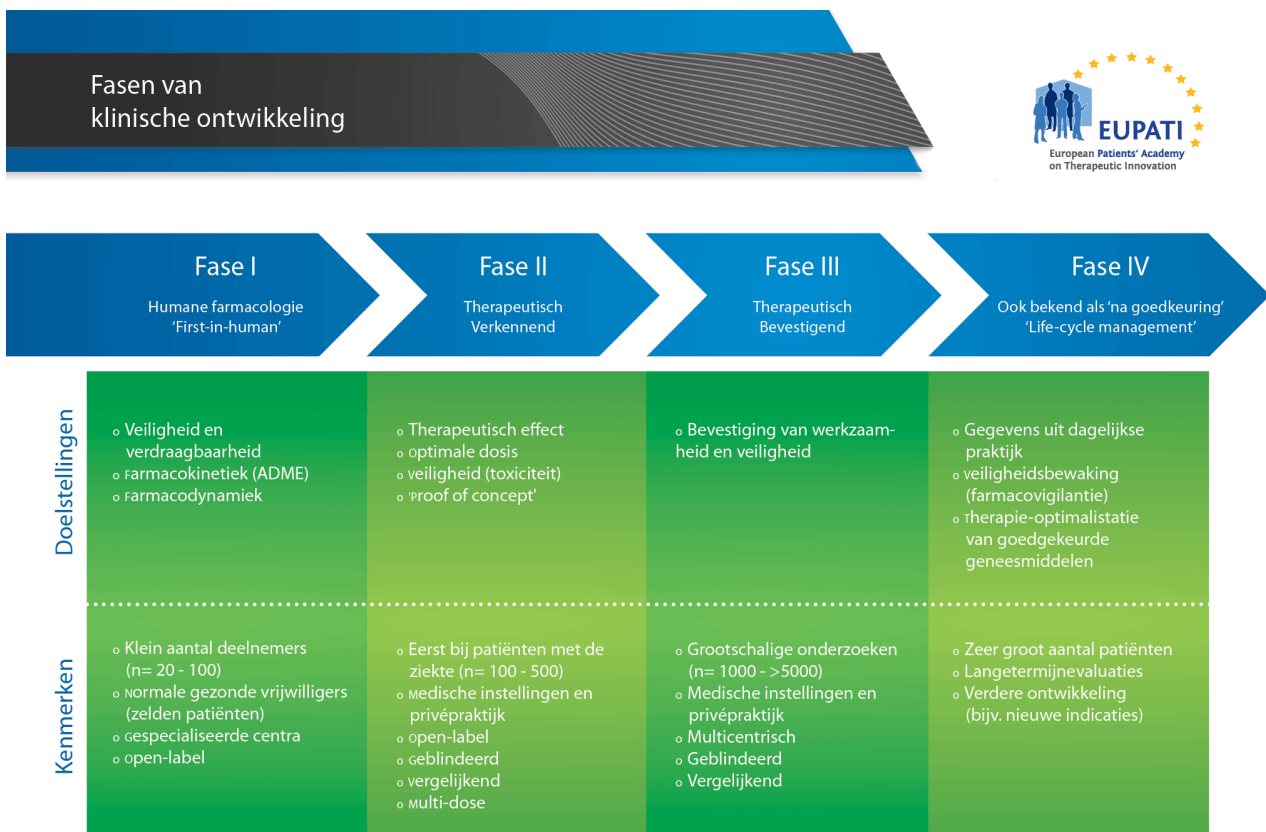 Fasen van
klinische ontwikkeling
EUPATI
European Patients' Academy
on Therapeutic Innovation
Fase I
Humane farmacologie
'First-in-human'
Fase II
Therapeutisch
Verkennend
Fase III
Therapeutisch
Bevestigend
Fase IV
Ook bekend als 'na goedkeuring'
'Life-cycle management'
Doelstellingen
o Veiligheid en
verdraagbaarheid
o Farmacokinetiek (ADME)
o Farmacodynamiek
o Therapeutisch effect
o Optimale dosis
o Veiligheid (toxiciteit)
o 'Proof of concept'
o Bevestiging van werkzaam-
heid en veiligheid
o Gegevens uit dagelijkse
praktijk
o Veiligheidsbewaking
(farmacovigilantie)
o Therapie-optimalistatie
van goedgekeurde
geneesmiddelen
Kenmerken
o Klein aantal deelnemers
(n= 20 - 100)
o Normale gezonde vrijwilligers
(zelden patiënten)
o Gespecialiseerde centra
o Open-label
o Eerst bij patiënten met de
ziekte (n= 100 - 500)
o Medische instellingen en
privépraktijk
o Open-label
o Geblindeerd
o Vergelijkend
o Multi-dose
o Grootschalige onderzoeken
(n= 1000 - >5000)
o Medische instellingen en
privépraktijk
o Multicentrisch
o Geblindeerd
o Vergelijkend
o Zeer groot aantal patiënten
o Langetermijnevaluaties
o Verdere ontwikkeling
(bijv. nieuwe indicaties)